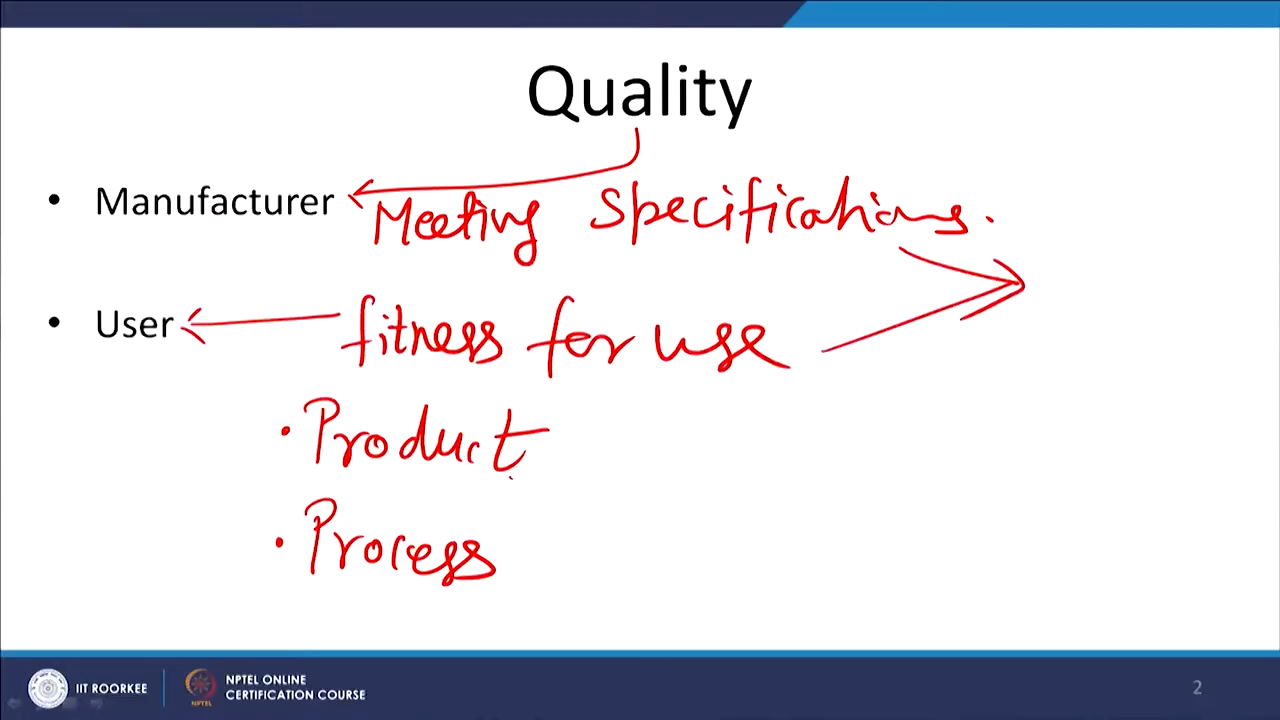 Quality
• Manufacturer Meeting Specifications.
• User fitness for use
• Product
• Process
IIT ROORKEE
NPTEL
NPTEL ONLINE
CERTIFICATION COURSE
2